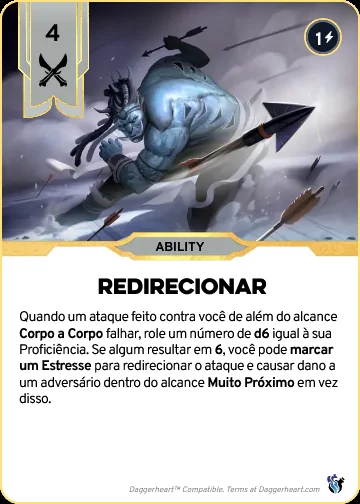 4
1
ABILITY
REDIRECIONAR
Quando um ataque feito contra você de além do alcance
Corpo a Corpo falhar, role um número de d6 igual à sua
Proficiência. Se algum resultar em 6, você pode marcar
um Estresse para redirecionar o ataque e causar dano a
um adversário dentro do alcance Muito Próximo em vez
disso.
Daggerheart™ Compatible. Terms at Daggerheart.com